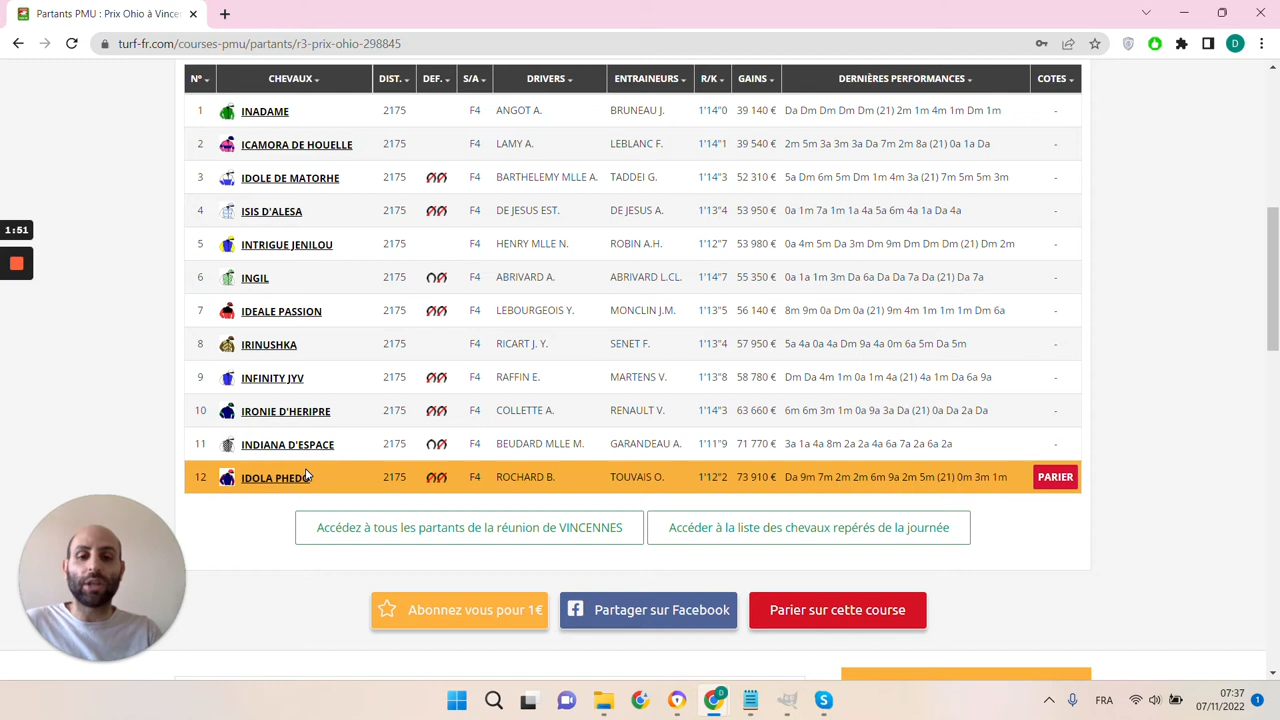 Partants PMU : Prix Ohio à Vince
turf-fr.com/courses-pmu/partants/r3-prix-ohio-298845
D
N° CHEVAUX DIST. DEF. S/A DRIVERS ENTRAINEURS R/K GAINS DERNIÈRES PERFORMANCES COTES
1 INADAME 2175 F4 ANGOT A. BRUNEAU J. 1'14"0 39 140 € Da Dm Dm Dm Dm (21) 2m 1m 4m 1m Dm 1m -
2 ICAMORA DE HOUELLE 2175 F4 LAMY A. LEBLANC F. 1'14"1 39 540 € 2m 5m 3a 3m 3a Da 7m 2m 8a (21) 0a 1a Da -
3 IDOLE DE MATORHE 2175 F4 BARTHELEMY MLLE A. TADDEI G. 1'14"3 52 310 € 5a Dm 6m 5m Dm 1m 4m 3a (21) 7m 5m 5m 3m -
4 ISIS D'ALESA 2175 F4 DE JESUS EST. DE JESUS A. 1'13"4 53 950 € 0a 1m 7a 1m 1a 4a 5a 6m 4a 1a Da 4a -
5 INTRIGUE JENILOU 2175 F4 HENRY MLLE N. ROBIN A.H. 1'12"7 53 980 € 0a 4m 5m Da 3m Dm 9m Dm Dm Dm (21) Dm 2m -
6 INGIL 2175 F4 ABRIVARD A. ABRIVARD L.CL. 1'14"7 55 350 € 0a 1a 1m 3m Da 6a Da Da 7a Da (21) Da 7a -
7 IDEALE PASSION 2175 F4 LEBOURGEOIS Y. MONCLIN J.M. 1'13"5 56 140 € 8m 9m 0a Dm 0a (21) 9m 4m 1m 1m 1m Dm 6a -
8 IRINUSHKA 2175 F4 RICART J. Y. SENET F. 1'13"4 57 950 € 5a 4a 0a 4a Dm 9a 4a 0m 6a 5m Da 5m -
9 INFINITY JYV 2175 F4 RAFFIN E. MARTENS V. 1'13"8 58 780 € Dm Da 4m 1m 0a 1m 4a (21) 4a 1m Da 6a 9a -
10 IRONIE D'HERIPRE 2175 F4 COLLETTE A. RENAULT V. 1'14"3 63 660 € 6m 6m 3m 1m 0a 9a 3a Da (21) 0a Da 2a Da -
11 INDIANA D'ESPACE 2175 F4 BEUDARD MLLE M. GARANDEAU A. 1'11"9 71 770 € 3a 1a 4a 8m 2a 2a 4a 6a 7a 2a 6a 2a -
12 IDOLA PHEDO 2175 F4 ROCHARD B. TOUVAIS O. 1'12"2 73 910 € Da 9m 7m 2m 2m 6m 9a 2m 5m (21) 0m 3m 1m PARIER
1:51
Accédez à tous les partants de la réunion de VINCENNES Accéder à la liste des chevaux repérés de la journée
Abonnez vous pour 1€ Partager sur Facebook Parier sur cette course
D
FRA
07:37
07/11/2022
1